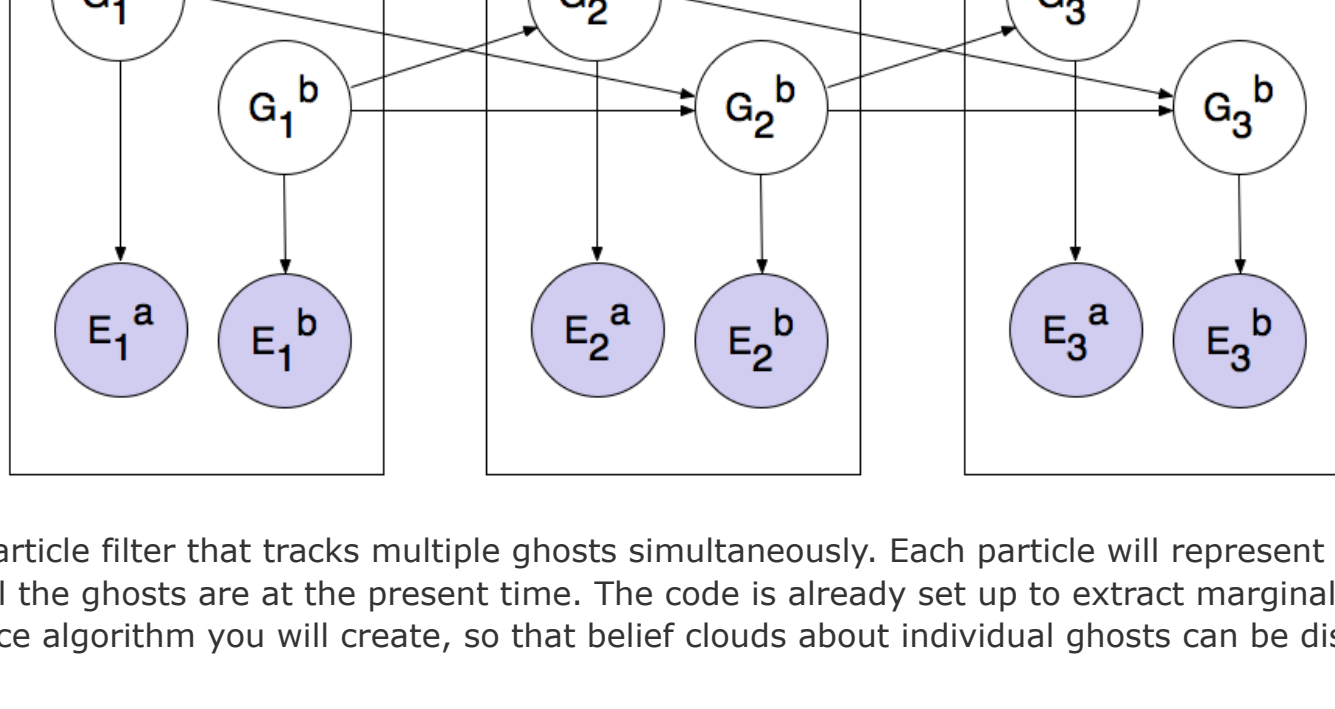 G1 G2 G3
G1b G2b G3b
E1a E1b E2a E2b E3a E3b
article filter that tracks multiple ghosts simultaneously. Each particle will represent
l the ghosts are at the present time. The code is already set up to extract marginal
ce algorithm you will create, so that belief clouds about individual ghosts can be dis